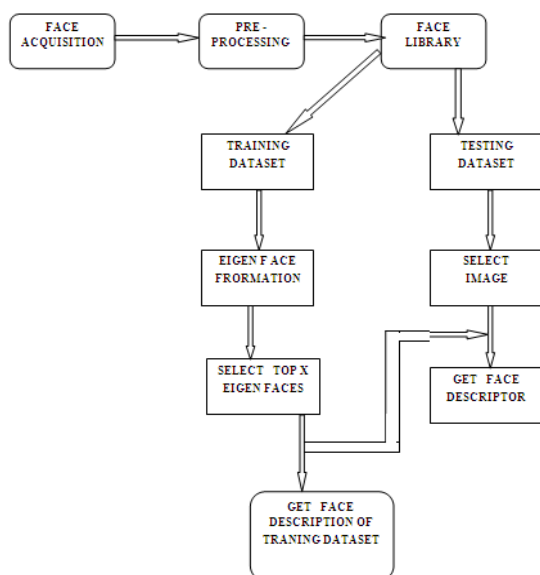 FACE
ACQUISITION
PRE -
PROCESSING
FACE
LIBRARY
TRAINING
DATASET
TESTING
DATASET
EIGEN FACE
FRORMATION
SELECT
IMAGE
SELECT TOP X
EIGEN FACES
GET FACE
DESCRIPTOR
GET FACE
DESCRIPTION OF
TRANING DATASET